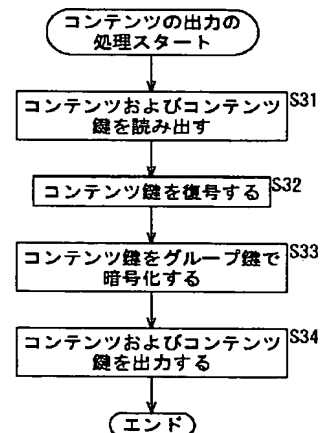 コンテンツの出力の
処理スタート
コンテンツおよびコンテンツ
鍵を読み出す
S31
コンテンツ鍵を復号する
S32
コンテンツ鍵をグループ鍵で
暗号化する
S33
コンテンツおよびコンテンツ
鍵を出力する
S34
エンド